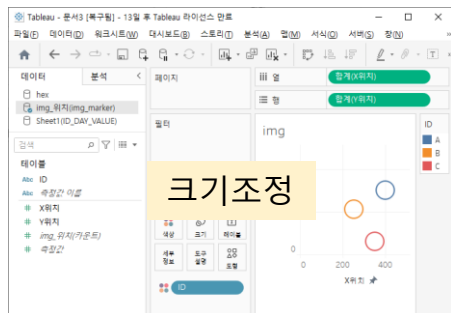 Tableau - 문서3 [복구됨] - 13일 후 Tableau 라이선스 만료
파일(F) 데이터(D) 워크시트(W) 대시보드(B) 스토리(T) 분석(A) 맵(M) 서식(O) 서버(S) 창(N) »
데이터 분석
페이지
iii 열 합계(X위치)
행 합계(Y위치)
hex
img_위치(img_marker)
Sheet1(ID_DAY_VALUE)
필터
검색
테이블
Abc ID
Abc 측정값 이름
# X위치
# Y위치
# img_위치(카운트)
# 측정값
크기조정
색상 크기 레이블
세부 정보 도구 설명 도형
ID
img
0
0 200 400
X위치
ID
A
B
C